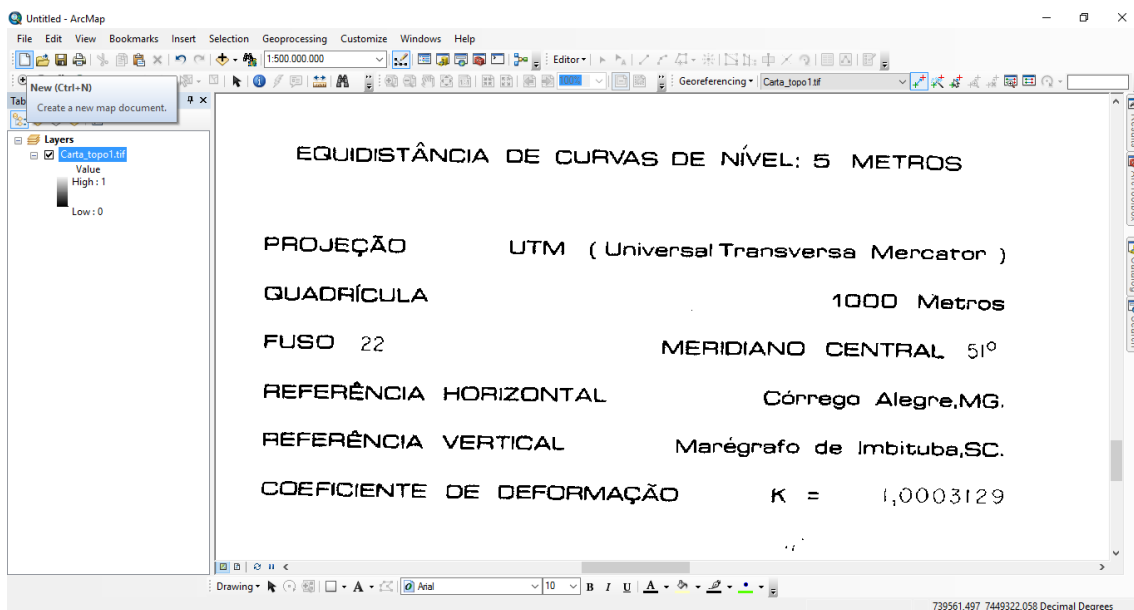 Untitled - ArcMap
File Edit View Bookmarks Insert Selection Geoprocessing Customize Windows Help
1:500.000.000 Editor
100% Georeferencing Carta_topo1.tif
New (Ctrl+N)
Create a new map document.
Tab
Layers
Carta_topo1.tif
Value
High : 1
Low : 0
EQUIDISTÂNCIA DE CURVAS DE NÍVEL: 5 METROS
PROJEÇÃO UTM ( Universal Transversa Mercator )
QUADRÍCULA 1000 Metros
FUSO 22 MERIDIANO CENTRAL 51º
REFERÊNCIA HORIZONTAL Córrego Alegre,MG.
REFERÊNCIA VERTICAL Marégrafo de Imbituba,SC.
COEFICIENTE DE DEFORMAÇÃO K = 1,0003129
Drawing A Arial 10 B I U A
739561,497 7449322,058 Decimal Degrees